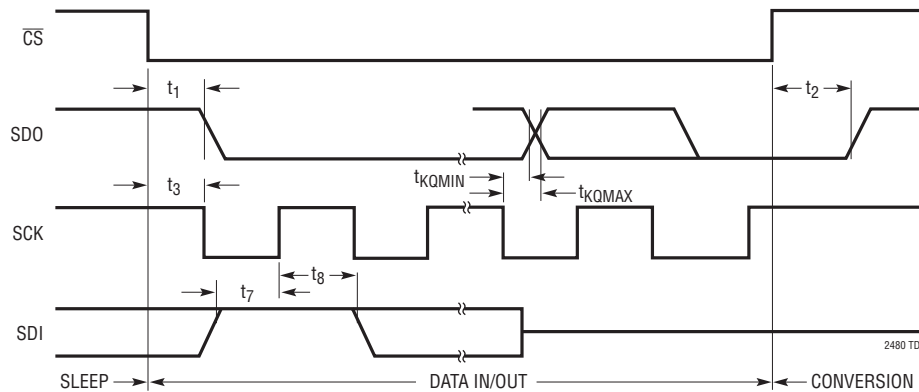 CS
t1
t2
SDO
tKQMIN
tKQMAX
t3
SCK
t8
t7
SDI
2480 TD
SLEEP
DATA IN/OUT
CONVERSION